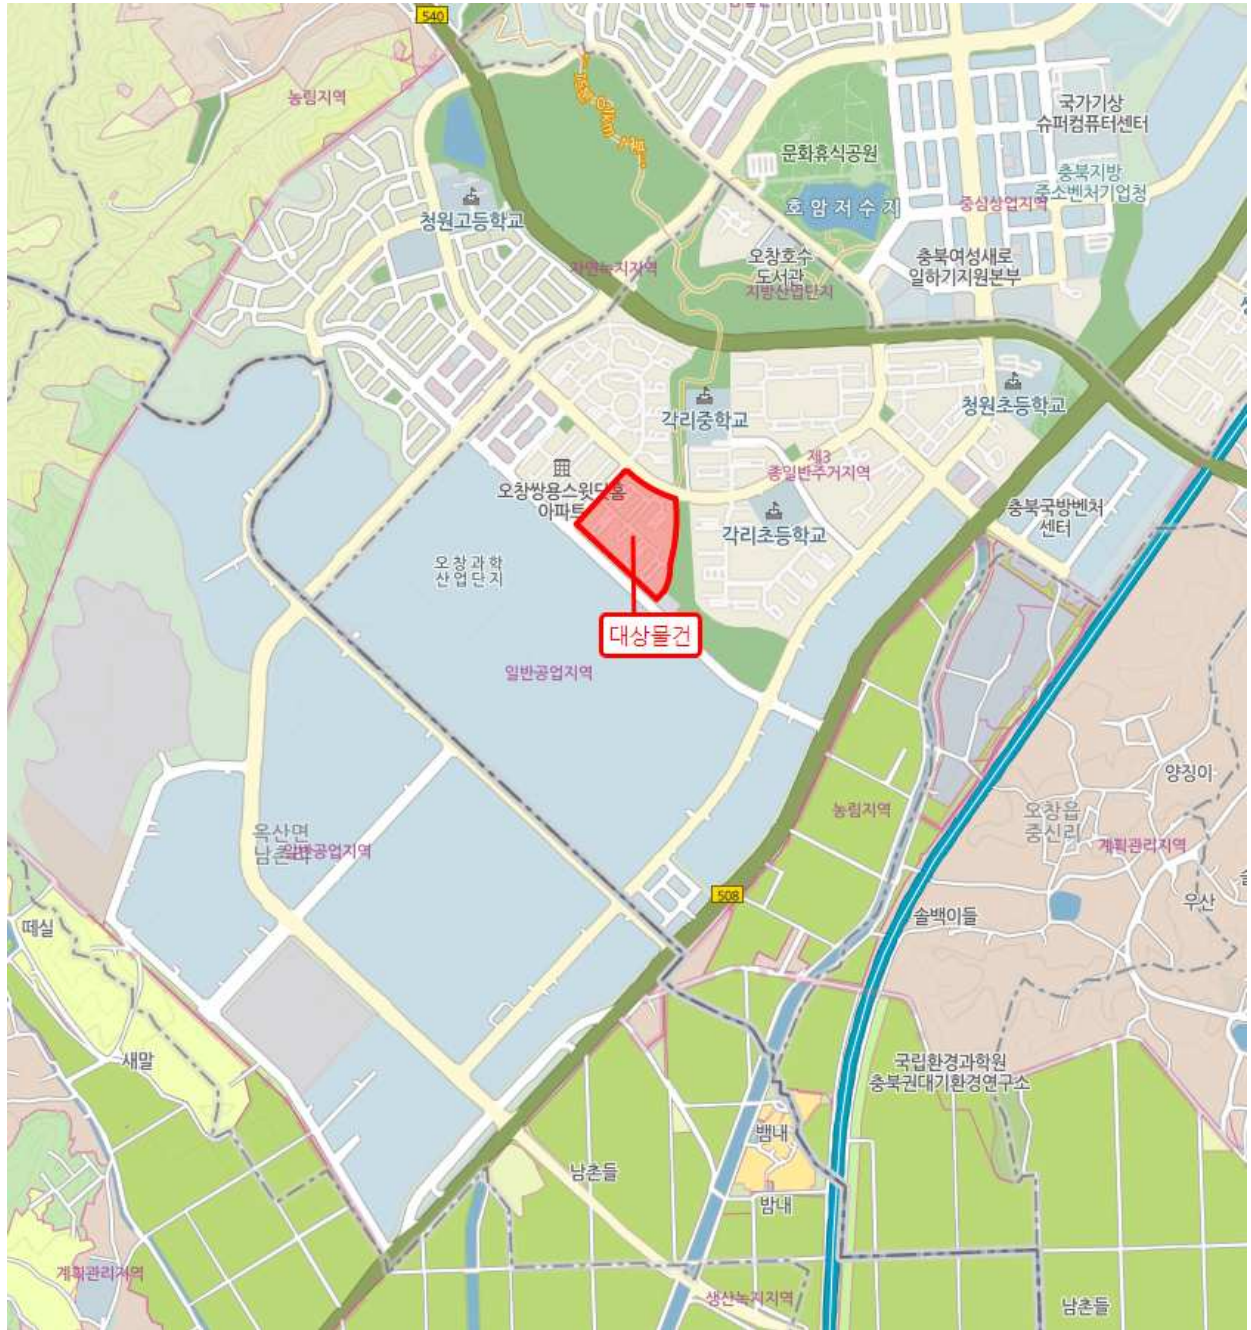 540
농림지역
국가기상
슈퍼컴퓨터센터
문화휴식공원
충북지방
중소벤처기업청
청원고등학교
호암저수지
중심상업지역
오창호수
도서관
충북여성새로
일하기지원본부
자연녹지지역
지방산업단지
각리중학교
청원초등학교
제3
종일반주거지역
오창쌍용스윗닷홈
아파트
각리초등학교
충북국방벤처
센터
오창과학
산업단지
대상물건
일반공업지역
양징이
농림지역
오창읍
중신리
계획관리지역
옥산면
남촌리
일반공업지역
508
우산
솔백이들
떼실
새말
국립환경과학원
충북권대기환경연구소
뱀내
남촌들
밤내
계획관리지역
생산녹지지역
남촌들